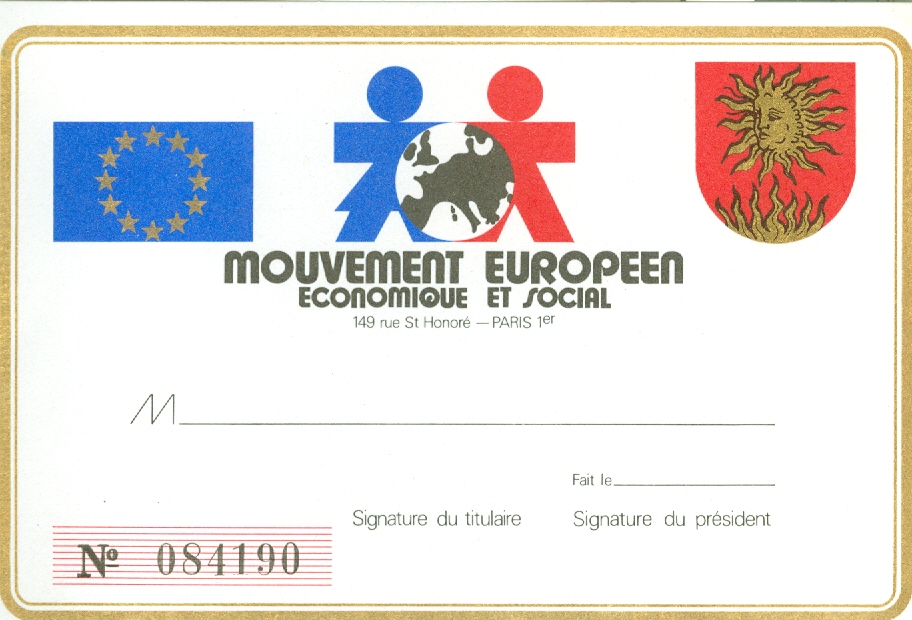 MOUVEMENT EUROPEEN
ECONOMIQUE ET SOCIAL
149 rue St Honoré — PARIS 1er
M
Fait le
Signature du titulaire Signature du président
Nº 084190